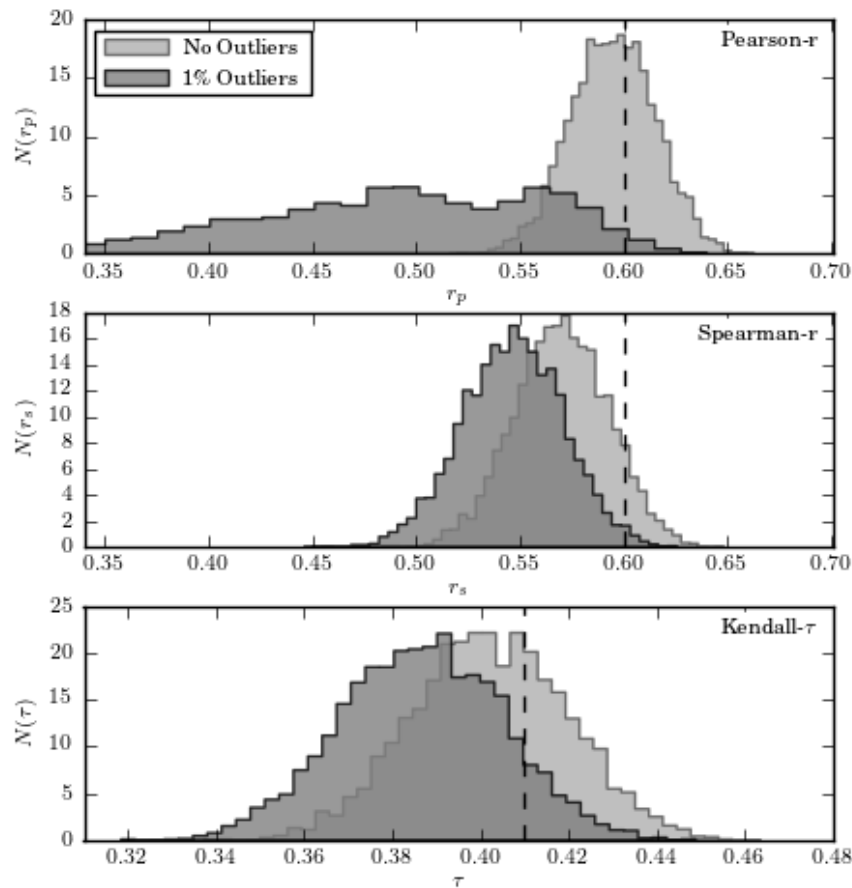 20
15
10
5
0
N(r_p)
No Outliers
1% Outliers
Pearson-r
0.35 0.40 0.45 0.50 0.55 0.60 0.65 0.70
r_p
18
16
14
12
10
8
6
4
2
0
N(r_s)
Spearman-r
0.35 0.40 0.45 0.50 0.55 0.60 0.65 0.70
r_s
25
20
15
10
5
0
N(τ)
Kendall-τ
0.32 0.34 0.36 0.38 0.40 0.42 0.44 0.46 0.48
τ